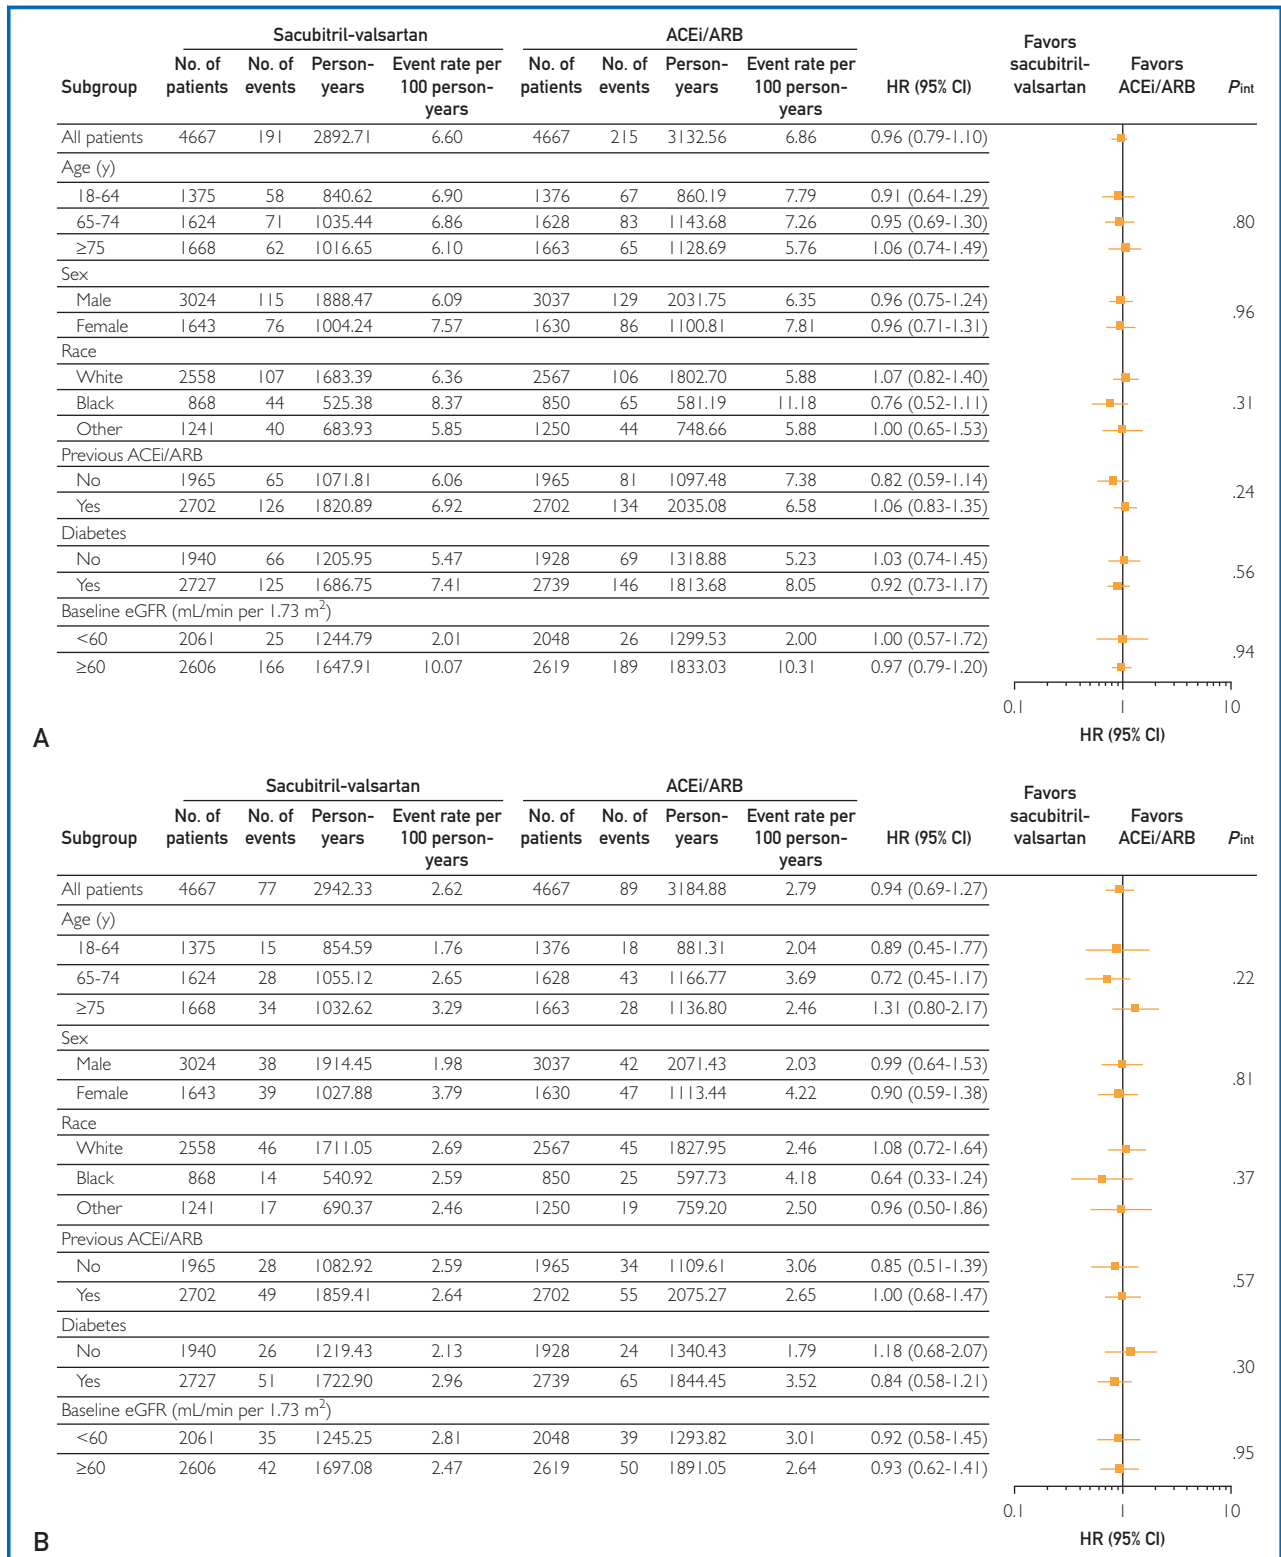 Sacubitril-valsartan ACEi/ARB Favors sacubitril-valsartan Favors ACEi/ARB
Subgroup No. of patients No. of events Person-years Event rate per 100 person-years No. of patients No. of events Person-years Event rate per 100 person-years HR (95% CI) Pint
All patients 4667 191 2892.71 6.60 4667 215 3132.56 6.86 0.96 (0.79-1.10)
Age (y)
18-64 1375 58 840.62 6.90 1376 67 860.19 7.79 0.91 (0.64-1.29)
65-74 1624 71 1035.44 6.86 1628 83 1143.68 7.26 0.95 (0.69-1.30) .80
≥75 1668 62 1016.65 6.10 1663 65 1128.69 5.76 1.06 (0.74-1.49)
Sex
Male 3024 115 1888.47 6.09 3037 129 2031.75 6.35 0.96 (0.75-1.24)
.96
Female 1643 76 1004.24 7.57 1630 86 1100.81 7.81 0.96 (0.71-1.31)
Race
White 2558 107 1683.39 6.36 2567 106 1802.70 5.88 1.07 (0.82-1.40)
Black 868 44 525.38 8.37 850 65 581.19 11.18 0.76 (0.52-1.11) .31
Other 1241 40 683.93 5.85 1250 44 748.66 5.88 1.00 (0.65-1.53)
Previous ACEi/ARB
No 1965 65 1071.81 6.06 1965 81 1097.48 7.38 0.82 (0.59-1.14)
.24
Yes 2702 126 1820.89 6.92 2702 134 2035.08 6.58 1.06 (0.83-1.35)
Diabetes
No 1940 66 1205.95 5.47 1928 69 1318.88 5.23 1.03 (0.74-1.45)
.56
Yes 2727 125 1686.75 7.41 2739 146 1813.68 8.05 0.92 (0.73-1.17)
Baseline eGFR (mL/min per 1.73 m²)
<60 2061 25 1244.79 2.01 2048 26 1299.53 2.00 1.00 (0.57-1.72)
.94
≥60 2606 166 1647.91 10.07 2619 189 1833.03 10.31 0.97 (0.79-1.20)
0.1 1 10
HR (95% CI)
A
Sacubitril-valsartan ACEi/ARB Favors sacubitril-valsartan Favors ACEi/ARB
Subgroup No. of patients No. of events Person-years Event rate per 100 person-years No. of patients No. of events Person-years Event rate per 100 person-years HR (95% CI) Pint
All patients 4667 77 2942.33 2.62 4667 89 3184.88 2.79 0.94 (0.69-1.27)
Age (y)
18-64 1375 15 854.59 1.76 1376 18 881.31 2.04 0.89 (0.45-1.77)
65-74 1624 28 1055.12 2.65 1628 43 1166.77 3.69 0.72 (0.45-1.17) .22
≥75 1668 34 1032.62 3.29 1663 28 1136.80 2.46 1.31 (0.80-2.17)
Sex
Male 3024 38 1914.45 1.98 3037 42 2071.43 2.03 0.99 (0.64-1.53)
.81
Female 1643 39 1027.88 3.79 1630 47 1113.44 4.22 0.90 (0.59-1.38)
Race
White 2558 46 1711.05 2.69 2567 45 1827.95 2.46 1.08 (0.72-1.64)
Black 868 14 540.92 2.59 850 25 597.73 4.18 0.64 (0.33-1.24) .37
Other 1241 17 690.37 2.46 1250 19 759.20 2.50 0.96 (0.50-1.86)
Previous ACEi/ARB
No 1965 28 1082.92 2.59 1965 34 1109.61 3.06 0.85 (0.51-1.39)
.57
Yes 2702 49 1859.41 2.64 2702 55 2075.27 2.65 1.00 (0.68-1.47)
Diabetes
No 1940 26 1219.43 2.13 1928 24 1340.43 1.79 1.18 (0.68-2.07)
.30
Yes 2727 51 1722.90 2.96 2739 65 1844.45 3.52 0.84 (0.58-1.21)
Baseline eGFR (mL/min per 1.73 m²)
<60 2061 35 1245.25 2.81 2048 39 1293.82 3.01 0.92 (0.58-1.45)
.95
≥60 2606 42 1697.08 2.47 2619 50 1891.05 2.64 0.93 (0.62-1.41)
0.1 1 10
HR (95% CI)
B